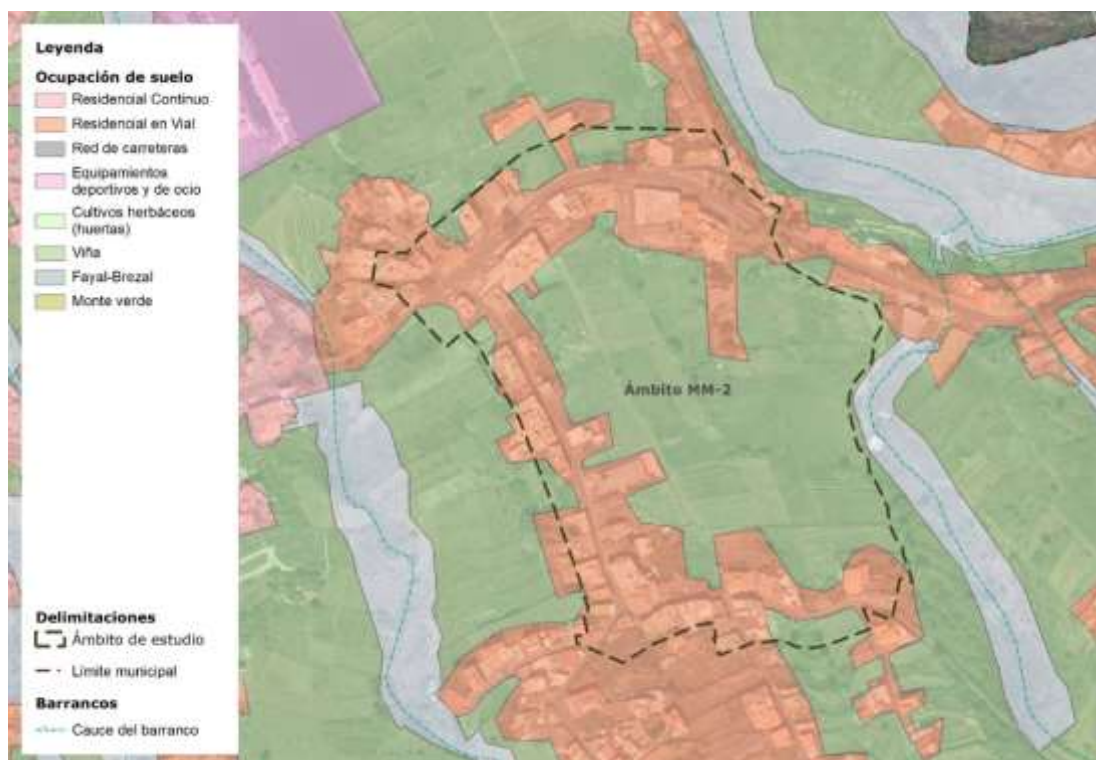 Leyenda
Ocupación de suelo
Residencial Contínuo
Residencial en Vial
Red de carreteras
Equipamientos
deportivos y de ocio
Cultivos herbáceos
(huertas)
Viña
Fayal-Brezal
Monte verde
Ámbito MM-2
Delimitaciones
Ámbito de estudio
Límite municipal
Barrancos
Cauce del barranco